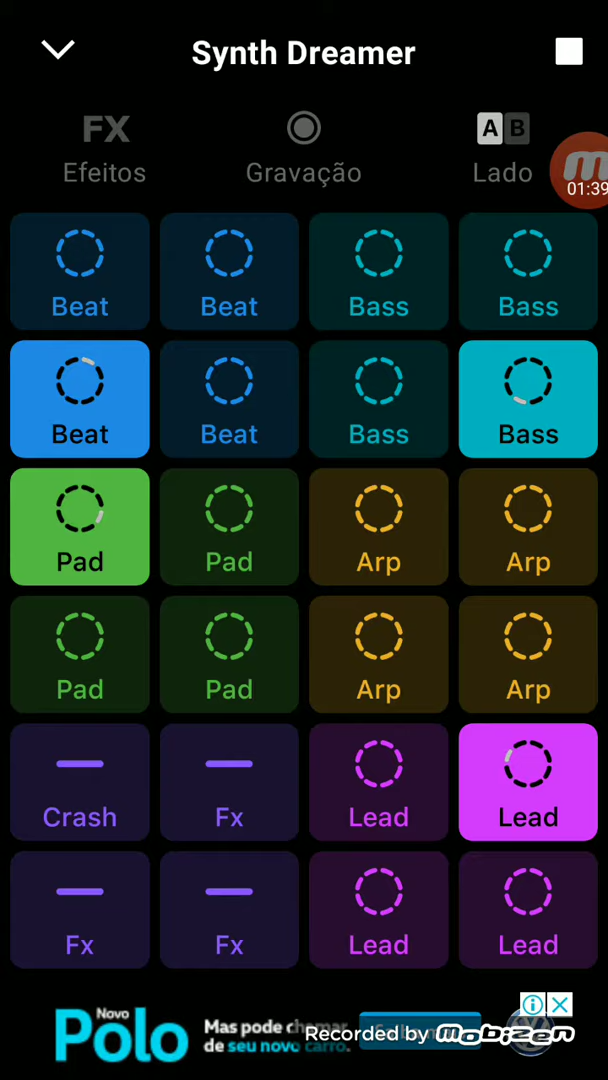 Synth Dreamer
FX
A B
Efeitos
Gravação
Lado
01:39
Beat
Beat
Bass
Bass
Beat
Beat
Bass
Bass
Pad
Pad
Arp
Arp
Pad
Pad
Arp
Arp
Crash
Fx
Lead
Lead
Fx
Fx
Lead
Lead
Novo
Polo
Mas pode
de seu novo carro.
Recorded by mobizen